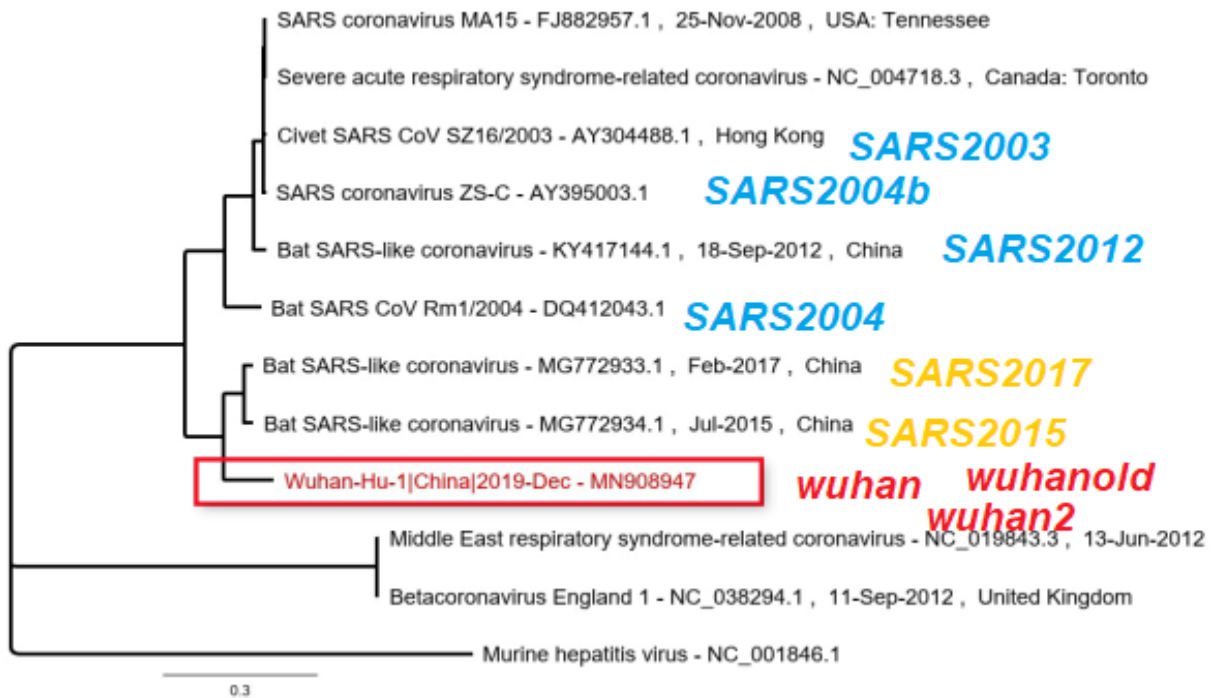 SARS coronavirus MA15 - FJ882957.1 , 25-Nov-2008 , USA: Tennessee
Severe acute respiratory syndrome-related coronavirus - NC_004718.3 , Canada: Toronto
Civet SARS CoV SZ16/2003 - AY304488.1 , Hong Kong SARS2003
SARS coronavirus ZS-C - AY395003.1 SARS2004b
Bat SARS-like coronavirus - KY417144.1 , 18-Sep-2012 , China SARS2012
Bat SARS CoV Rm1/2004 - DQ412043.1 SARS2004
Bat SARS-like coronavirus - MG772933.1 , Feb-2017 , China SARS2017
Bat SARS-like coronavirus - MG772934.1 , Jul-2015 , China SARS2015
Wuhan-Hu-1|China|2019-Dec - MN908947 wuhan wuhanold
wuhan2
Middle East respiratory syndrome-related coronavirus - NC_019843.3 , 13-Jun-2012
Betacoronavirus England 1 - NC_038294.1 , 11-Sep-2012 , United Kingdom
Murine hepatitis virus - NC_001846.1
0.3